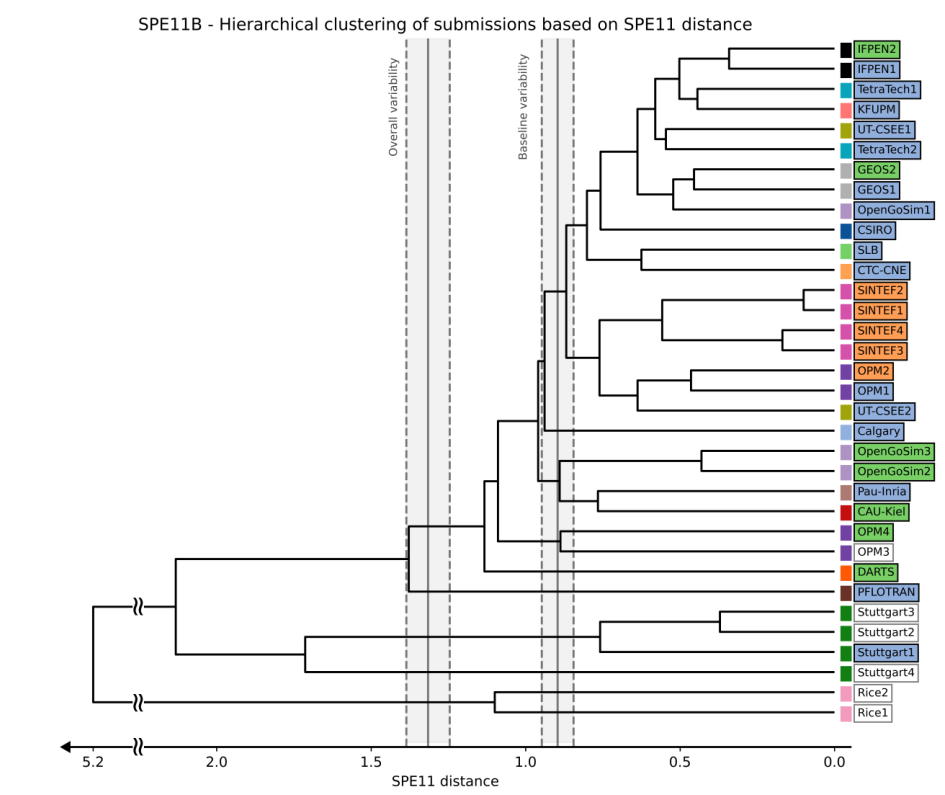 SPE11B - Hierarchical clustering of submissions based on SPE11 distance
Overall variability
Baseline variability
IFPEN2
IFPEN1
TetraTech1
KFUPM
UT-CSEE1
TetraTech2
GEOS2
GEOS1
OpenGoSim1
CSIRO
SLB
CTC-CNE
SINTEF2
SINTEF1
SINTEF4
SINTEF3
OPM2
OPM1
UT-CSEE2
Calgary
OpenGoSim3
OpenGoSim2
Pau-Inria
CAU-Kiel
OPM4
OPM3
DARTS
PFLOTRAN
Stuttgart3
Stuttgart2
Stuttgart1
Stuttgart4
Rice2
Rice1
5.2 2.0 1.5 1.0 0.5 0.0
SPE11 distance